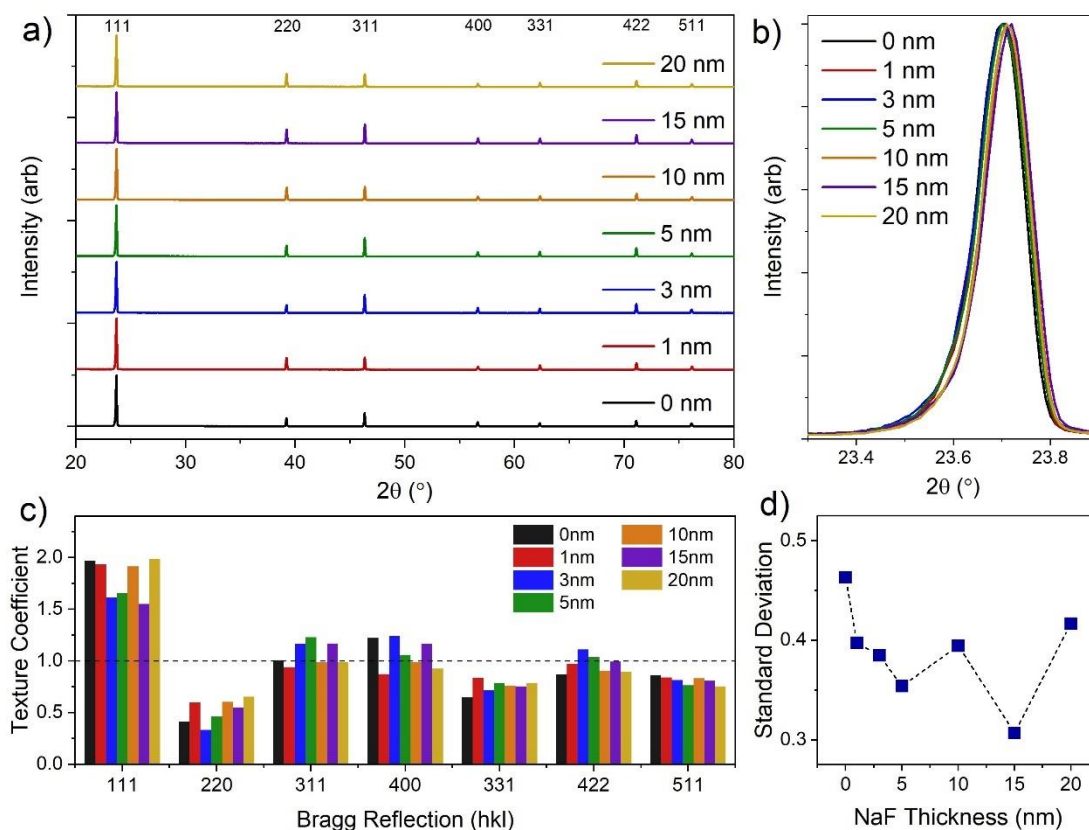 a)
111 220 311 400 331 422 511
20 nm
15 nm
10 nm
5 nm
3 nm
1 nm
0 nm
Intensity (arb)
20 30 40 50 60 70 80
2θ (°)
b)
0 nm
1 nm
3 nm
5 nm
10 nm
15 nm
20 nm
Intensity (arb)
23.4 23.6 23.8
2θ (°)
c)
0nm 10nm
1nm 15nm
3nm 20nm
5nm
Texture Coefficient
2.0
1.5
1.0
0.5
0.0
111 220 311 400 331 422 511
Bragg Reflection (hkl)
d)
Standard Deviation
0.5
0.4
0.3
0 5 10 15 20
NaF Thickness (nm)